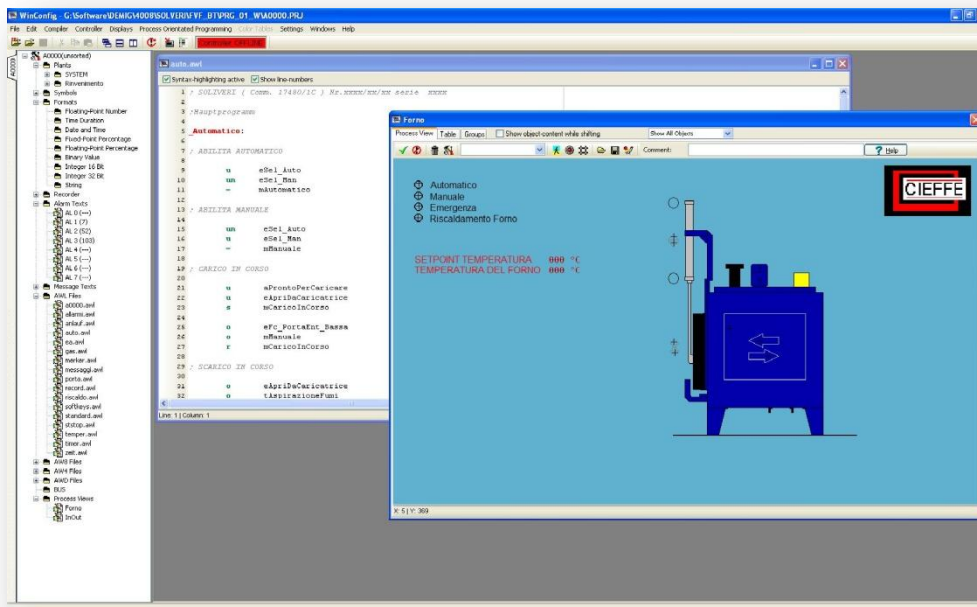 WinConfig - G:\Software\DEMIG\4008\SOLIVERI\FVF_BT\PRG_01_W\A0000.PRJ
File Edit Compiler Controller Displays Process Oriented Programming Color Tables Settings Windows Help
Controller OFFLINE
A0000
A0000(unsorted)
Plants
SYSTEM
Rinvenimento
Symbols
Formats
Floating-Point Number
Time Duration
Date and Time
Fixed-Point Percentage
Floating-Point Percentage
Binary Value
Integer 16 Bit
Integer 32 Bit
String
Recorder
Alarm Texts
AL 0 (---)
AL 1 (7)
AL 2 (52)
AL 3 (103)
AL 4 (---)
AL 5 (---)
AL 6 (---)
AL 7 (---)
Message Texts
AWL Files
a0000.awl
allarmi.awl
anlauf.awl
auto.awl
ea.awl
gas.awl
merker.awl
messaggi.awl
porta.awl
record.awl
riscaldo.awl
softkeys.awl
standard.awl
ststop.awl
temper.awl
timer.awl
zeit.awl
AW8 Files
AW4 Files
AWD Files
BUS
Process Views
Forno
InOut
auto.awl
Syntax-highlighting active Show line-numbers
1 ; SOLIVERI ( Comm. 17480/1C ) Nr.xxxx/xx/xx serie xxxx
2
3 ;Hauptprogramm
4
5 _Automatico:
6
7 ; ABILITA AUTOMATICO
8
9 u eSel_Auto
10 un eSel_Man
11 = mAutomatico
12
13 ; ABILITA MANUALE
14
15 un eSel_Auto
16 u eSel_Man
17 = mManuale
18
19 ; CARICO IN CORSO
20
21 u aProntoPerCaricare
22 u eApriDaCaricatrice
23 s mCaricoInCorso
24
25 o eFc_PortaEnt_Bassa
26 o mManuale
27 r mCaricoInCorso
28
29 ; SCARICO IN CORSO
30
31 o eApriDaCaricatrice
32 o tAspirazioneFumi
Line: 1 | Column: 1
Forno
Process View Table Groups Show object-content while shifting Show All Objects
Comment: ? Help
Automatico
Manuale
Emergenza
Riscaldamento Forno
SETPOINT TEMPERATURA 000 °C
TEMPERATURA DEL FORNO 000 °C
CIEFFE
X: 5 | Y: 369